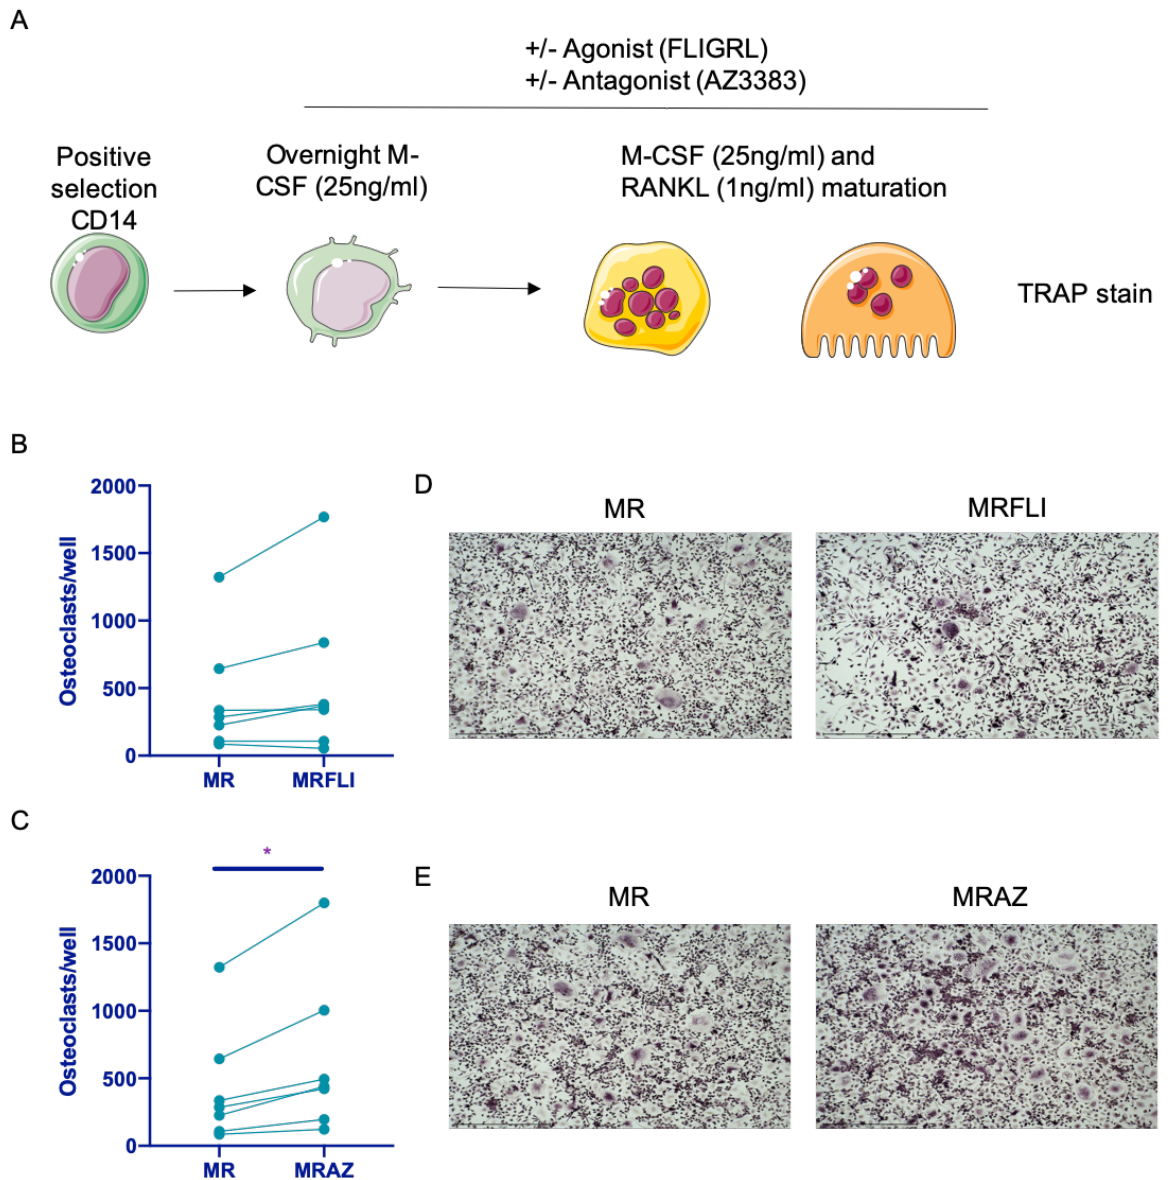 A
+/- Agonist (FLIGRL)
+/- Antagonist (AZ3383)
Positive
selection
CD14
Overnight M-
CSF (25ng/ml)
M-CSF (25ng/ml) and
RANKL (1ng/ml) maturation
TRAP stain
B
Osteoclasts/well
2000
1500
1000
500
0
MR
MRFLI
D
MR
MRFLI
C
*
Osteoclasts/well
2000
1500
1000
500
0
MR
MRAZ
E
MR
MRAZ